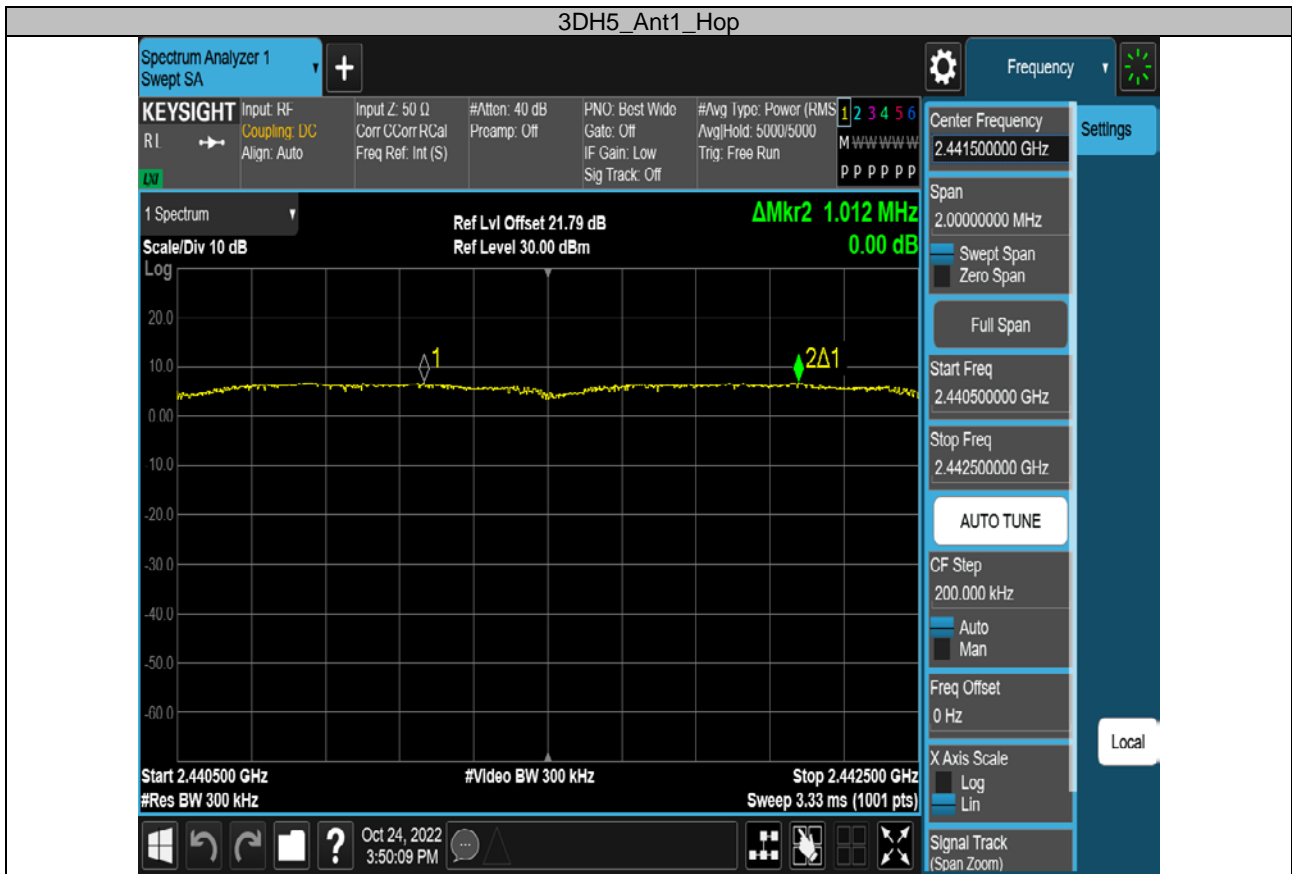 3DH5_Ant1_Hop
Spectrum Analyzer 1
Swept SA
Frequency
KEYSIGHT
RL
LXI
Input: RF
Coupling: DC
Align: Auto
Input Z: 50 Ω
Corr CCorr RCal
Freq Ref: Int (S)
#Atten: 40 dB
Preamp: Off
PNO: Best Wide
Gate: Off
IF Gain: Low
Sig Track: Off
#Avg Type: Power (RMS
Avg|Hold: 5000/5000
Trig: Free Run
1 2 3 4 5 6
M W W W W W
P P P P P P
1 Spectrum
Scale/Div 10 dB
Log
Ref Lvl Offset 21.79 dB
Ref Level 30.00 dBm
ΔMkr2 1.012 MHz
0.00 dB
20.0
10.0
0.00
-10.0
-20.0
-30.0
-40.0
-50.0
-60.0
1
2Δ1
Start 2.440500 GHz
#Res BW 300 kHz
#Video BW 300 kHz
Stop 2.442500 GHz
Sweep 3.33 ms (1001 pts)
Center Frequency
2.441500000 GHz
Span
2.00000000 MHz
Swept Span
Zero Span
Full Span
Start Freq
2.440500000 GHz
Stop Freq
2.442500000 GHz
AUTO TUNE
CF Step
200.000 kHz
Auto
Man
Freq Offset
0 Hz
X Axis Scale
Log
Lin
Signal Track
(Span Zoom)
Settings
Local
?
Oct 24, 2022
3:50:09 PM